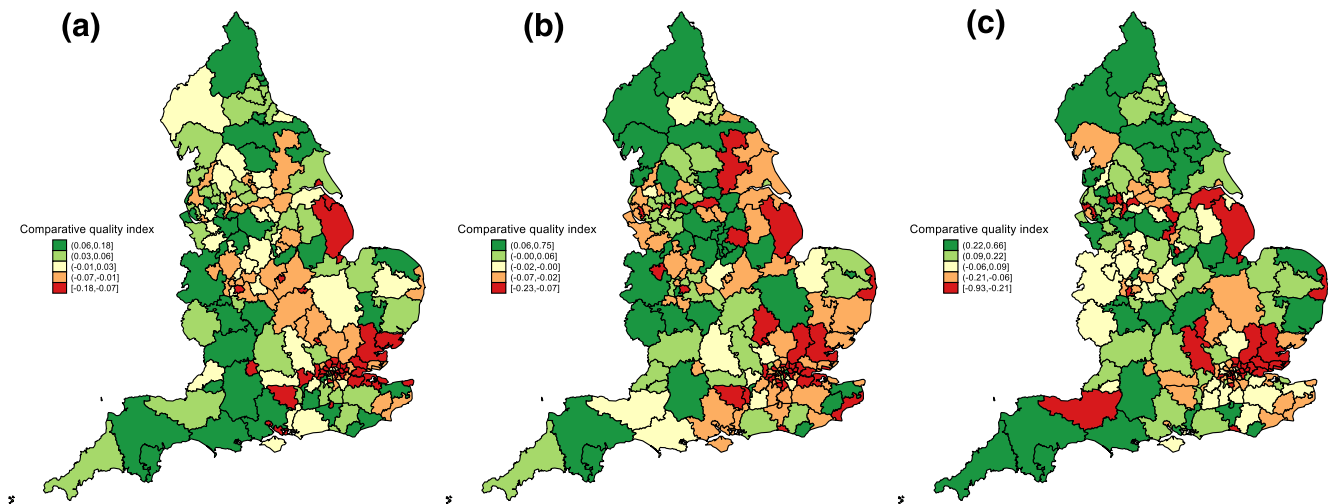 (a)
Comparative quality index
(0.06,0.18]
(0.03,0.06]
(-0.01,0.03]
(-0.07,-0.01]
[-0.18,-0.07]
(b)
Comparative quality index
(0.06,0.75]
(-0.00,0.06]
(-0.02,-0.00]
(-0.07,-0.02]
[-0.23,-0.07]
(c)
Comparative quality index
(0.22,0.66]
(0.09,0.22]
(-0.06,0.09]
(-0.21,-0.06]
[-0.93,-0.21]